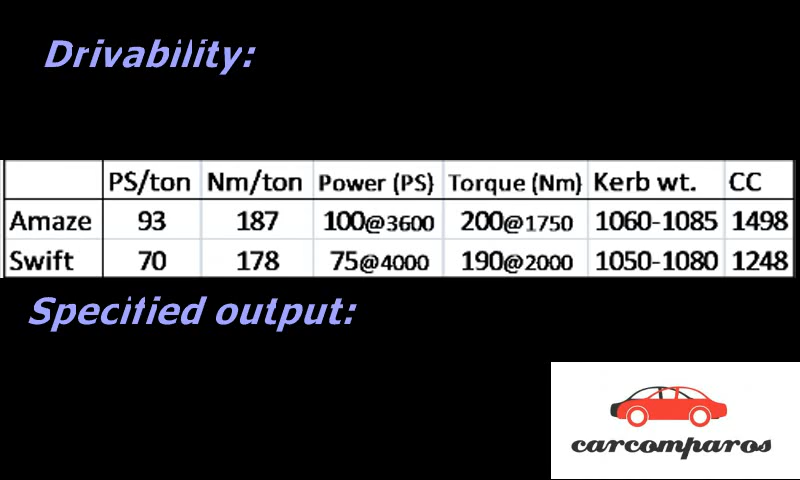 Drivability:
PS/ton Nm/ton Power (PS) Torque (Nm) Kerb wt. CC
Amaze 93 187 100@3600 200@1750 1060-1085 1498
Swift 70 178 75@4000 190@2000 1050-1080 1248
Specified output:
carcomparos